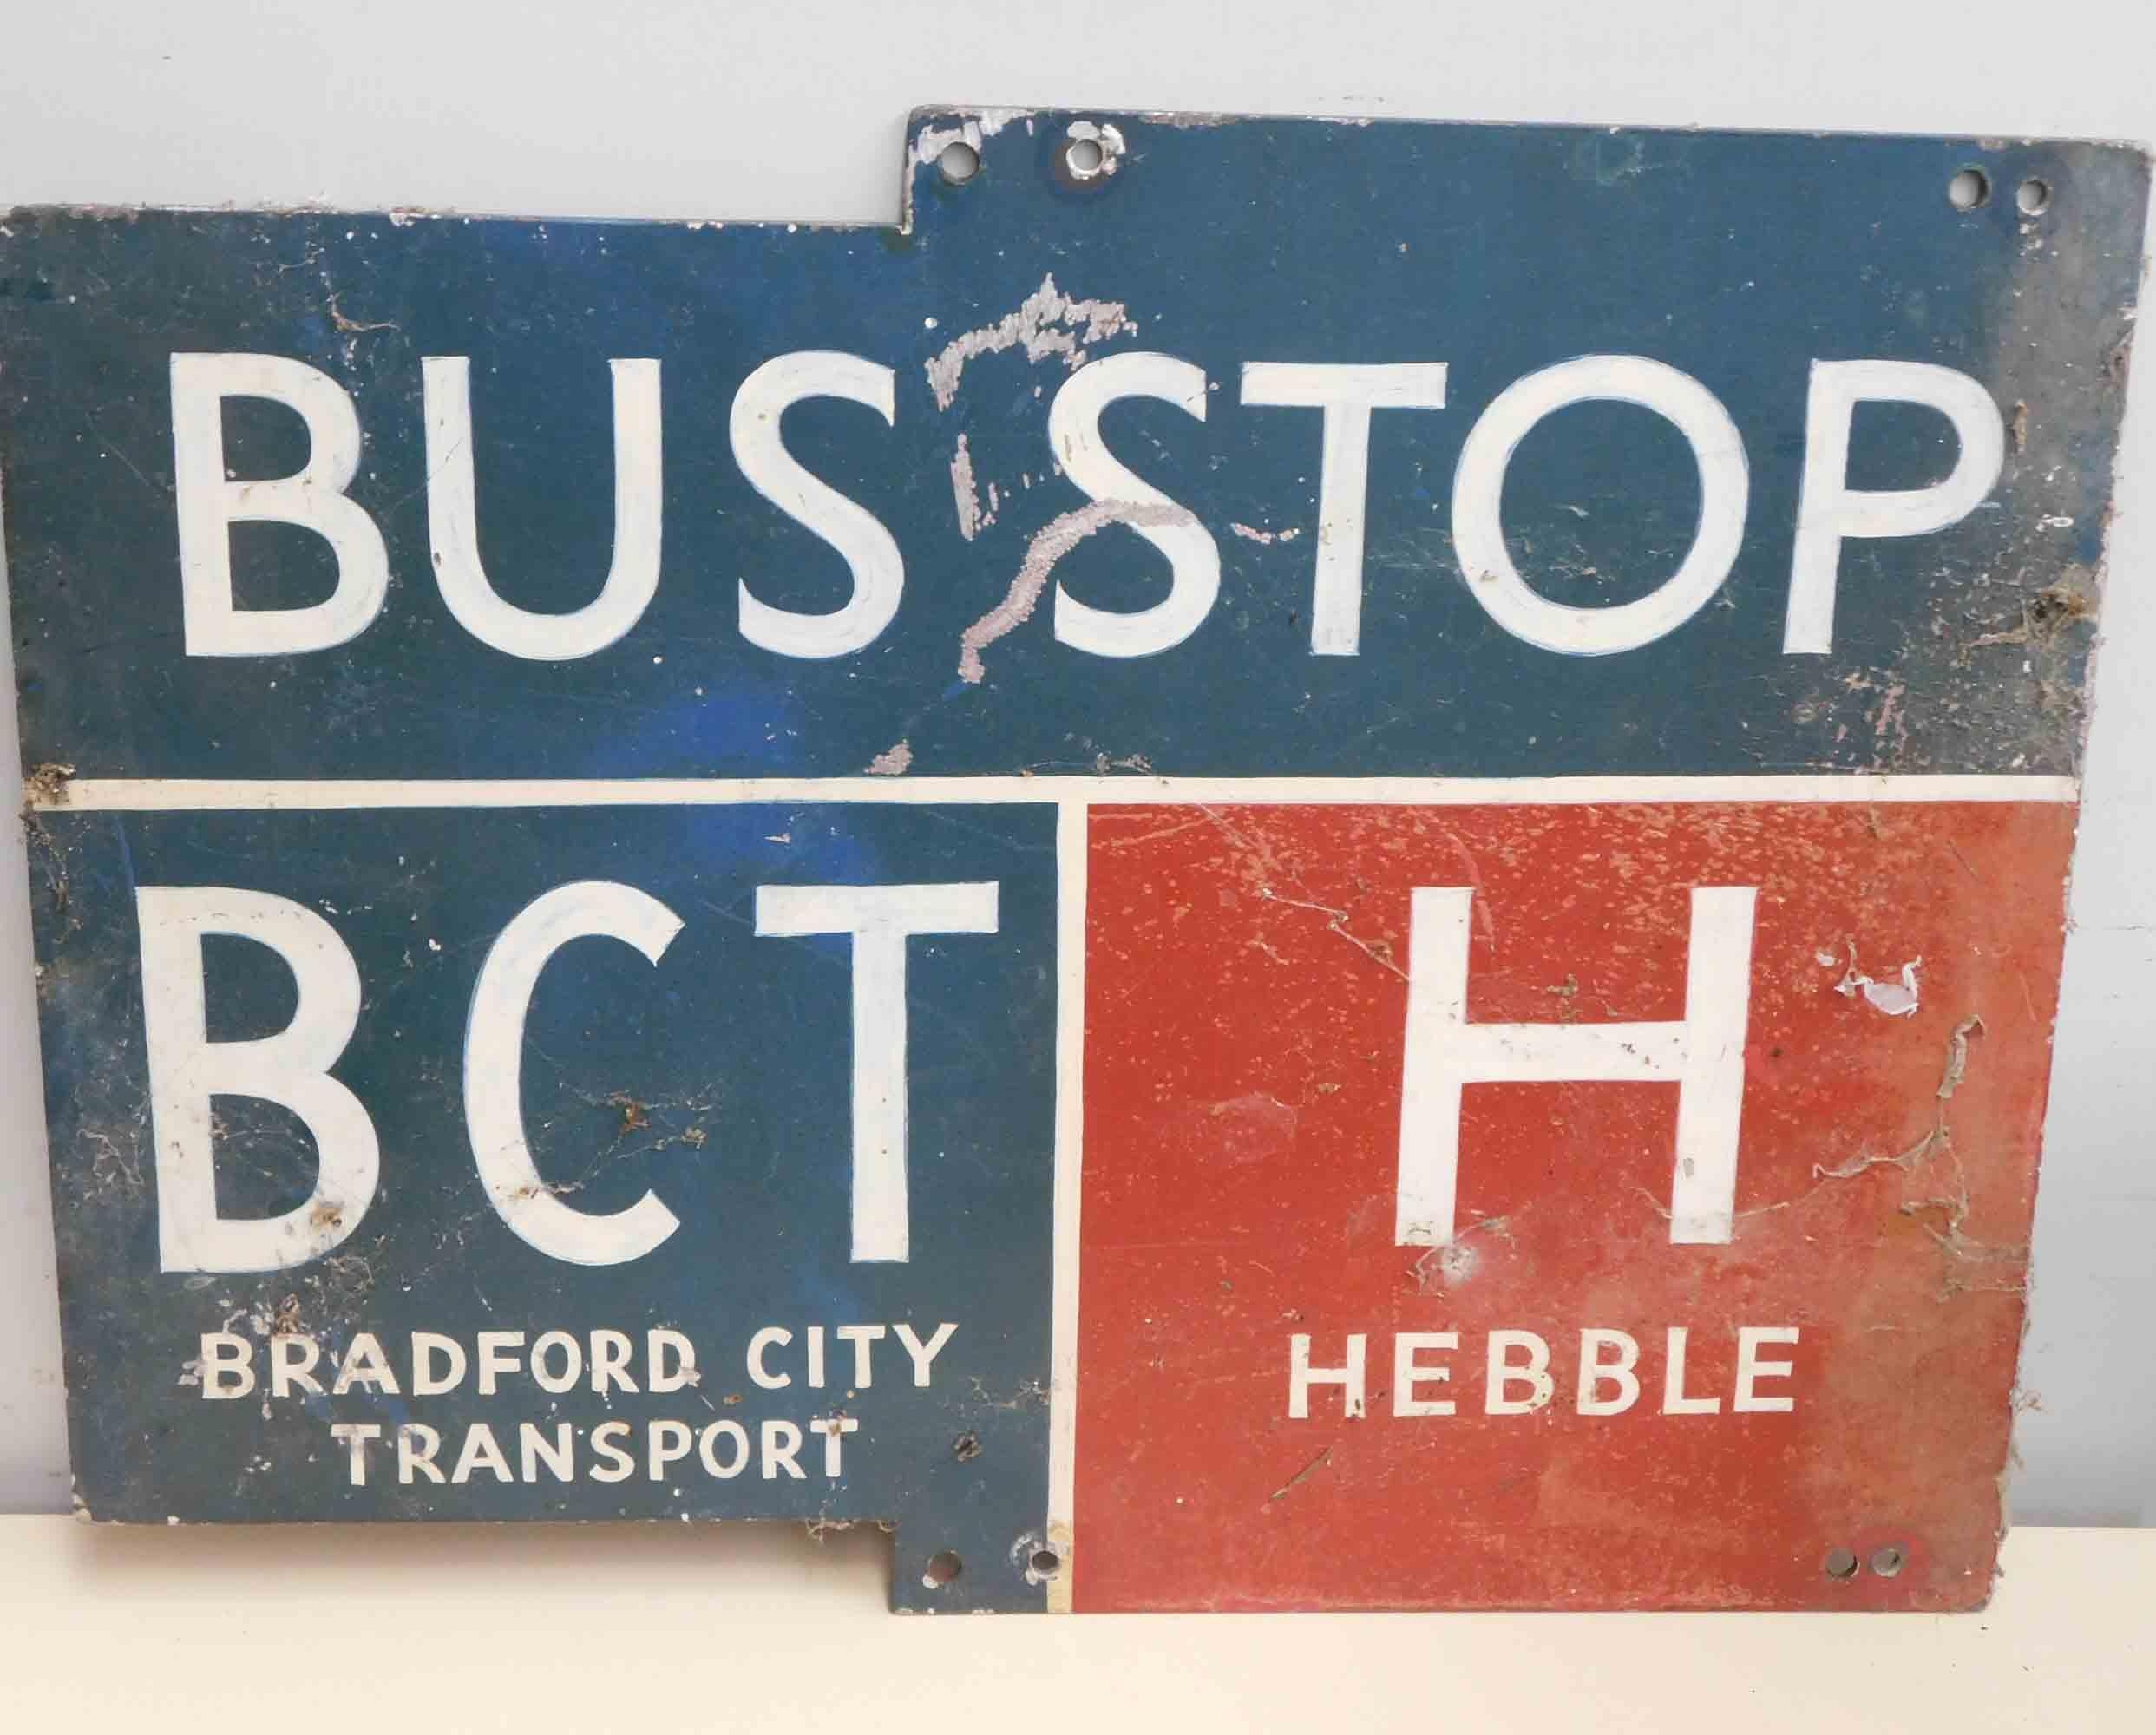 BUS STOP
BCT
BRADFORD CITY
TRANSPORT
H
HEBBLE